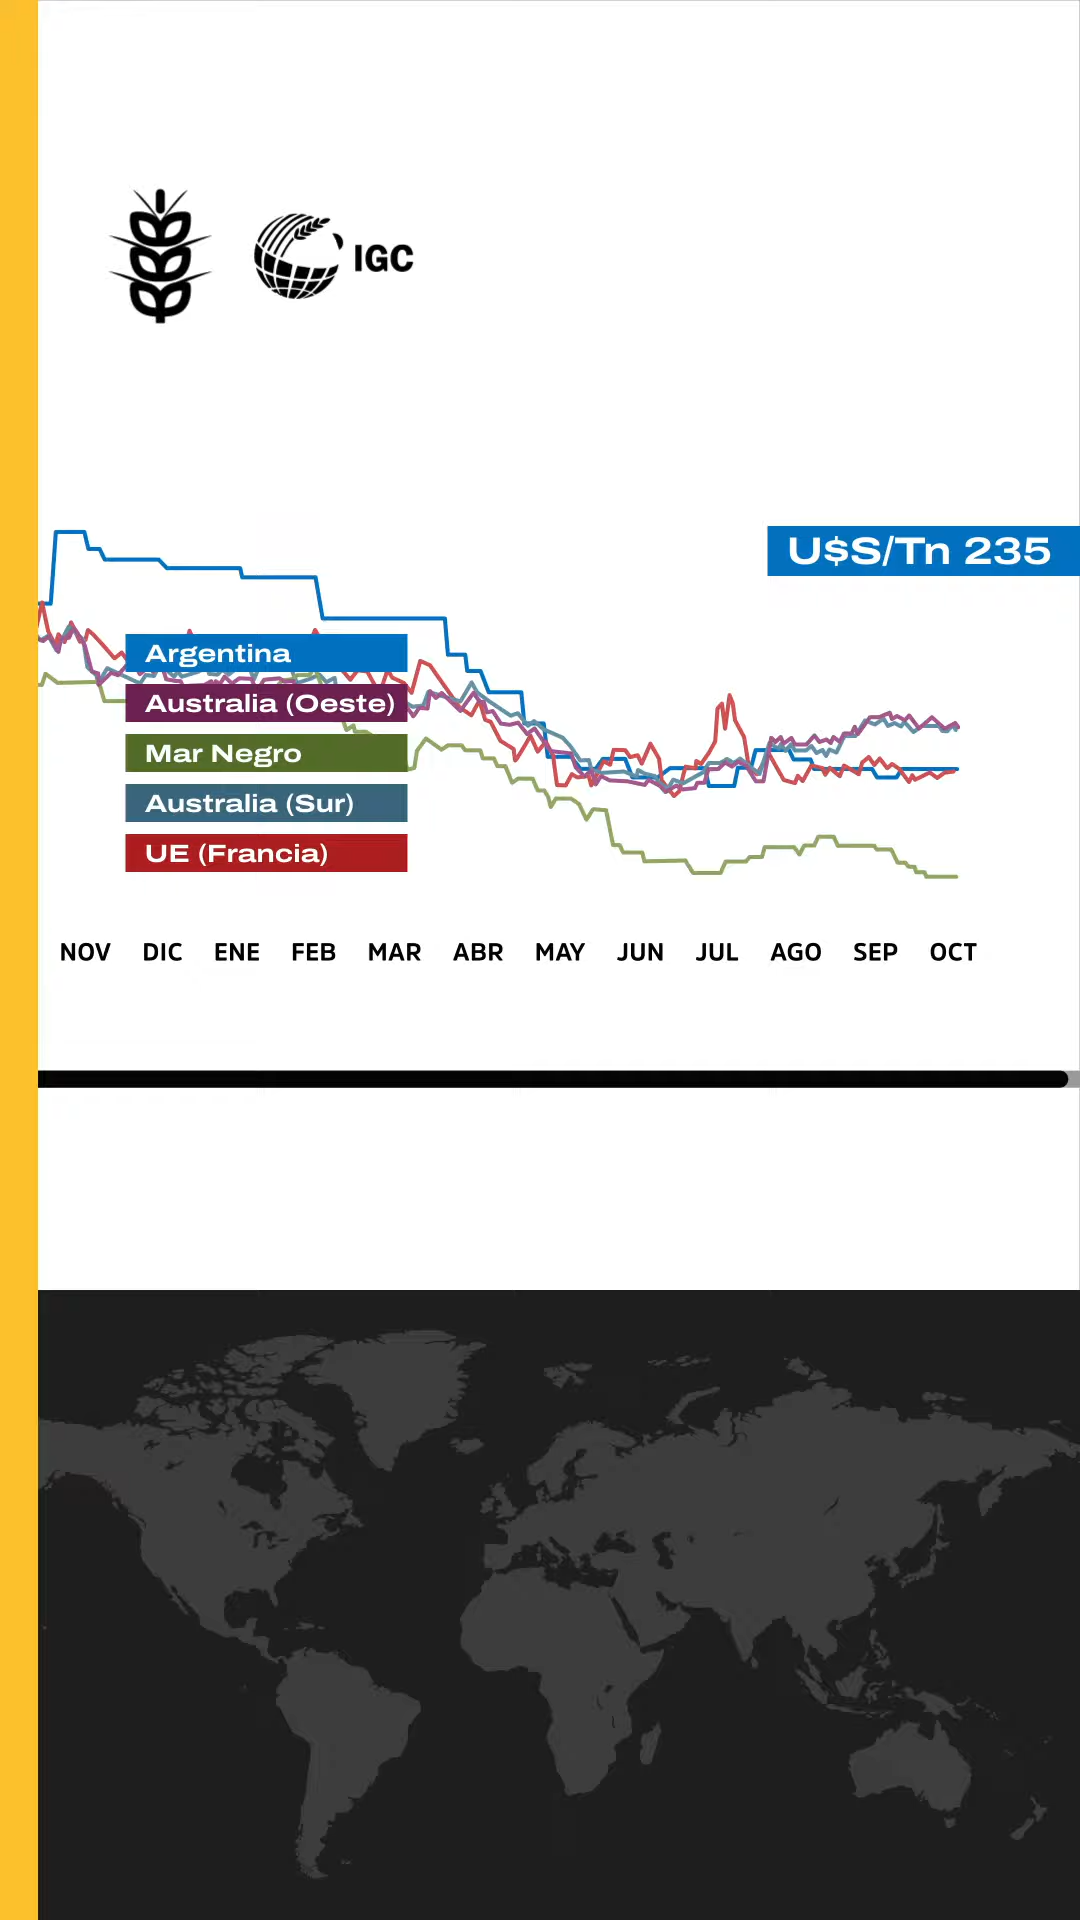 IGC
U$S/Tn 235
Argentina
Australia (Oeste)
Mar Negro
Australia (Sur)
UE (Francia)
NOV DIC ENE FEB MAR ABR MAY JUN JUL AGO SEP OCT